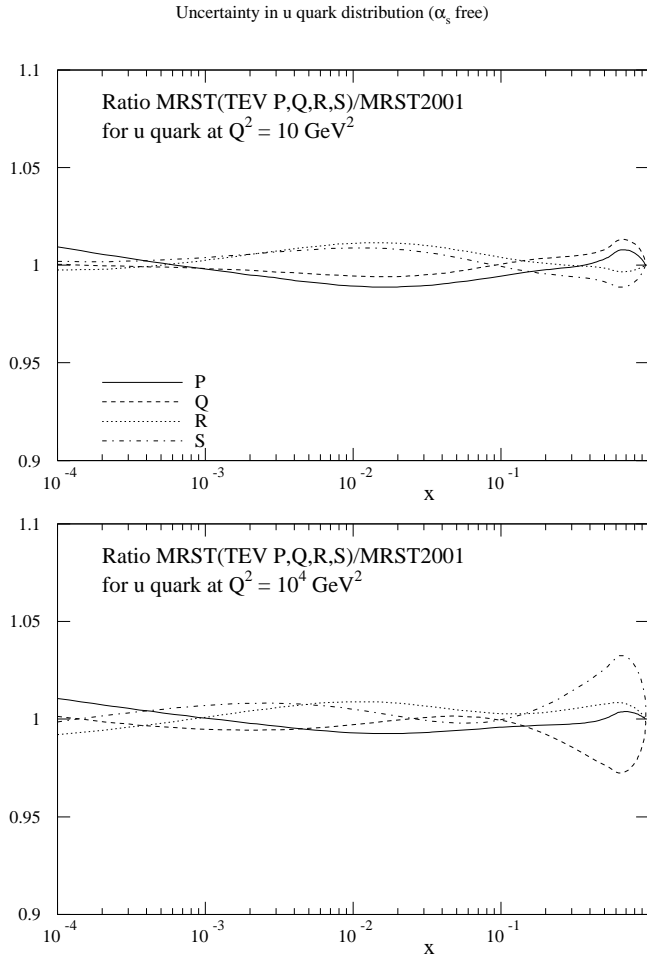 Uncertainty in u quark distribution (αₛ free)
1.1
Ratio MRST(TEV P,Q,R,S)/MRST2001
for u quark at Q² = 10 GeV²
1.05
1
0.95
P
Q
R
S
0.9
10⁻⁴ 10⁻³ 10⁻² 10⁻¹
x
1.1
Ratio MRST(TEV P,Q,R,S)/MRST2001
for u quark at Q² = 10⁴ GeV²
1.05
1
0.95
0.9
10⁻⁴ 10⁻³ 10⁻² 10⁻¹
x